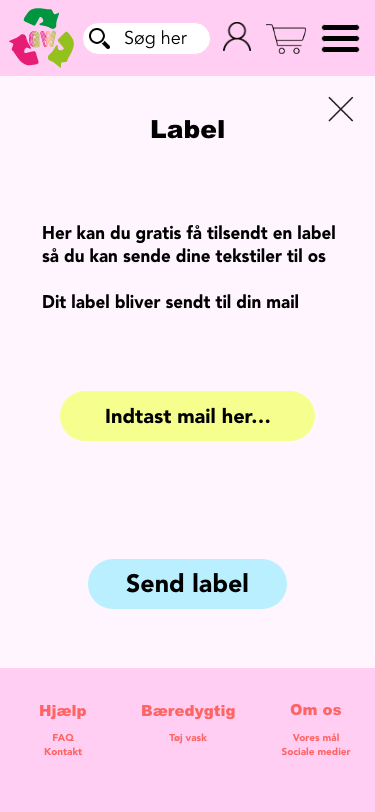 Søg her
Label
Her kan du gratis få tilsendt en label
så du kan sende dine tekstiler til os
Dit label bliver sendt til din mail
Indtast mail her...
Send label
Hjælp
FAQ
Kontakt
Bæredygtig
Tøj vask
Om os
Vores mål
Sociale medier